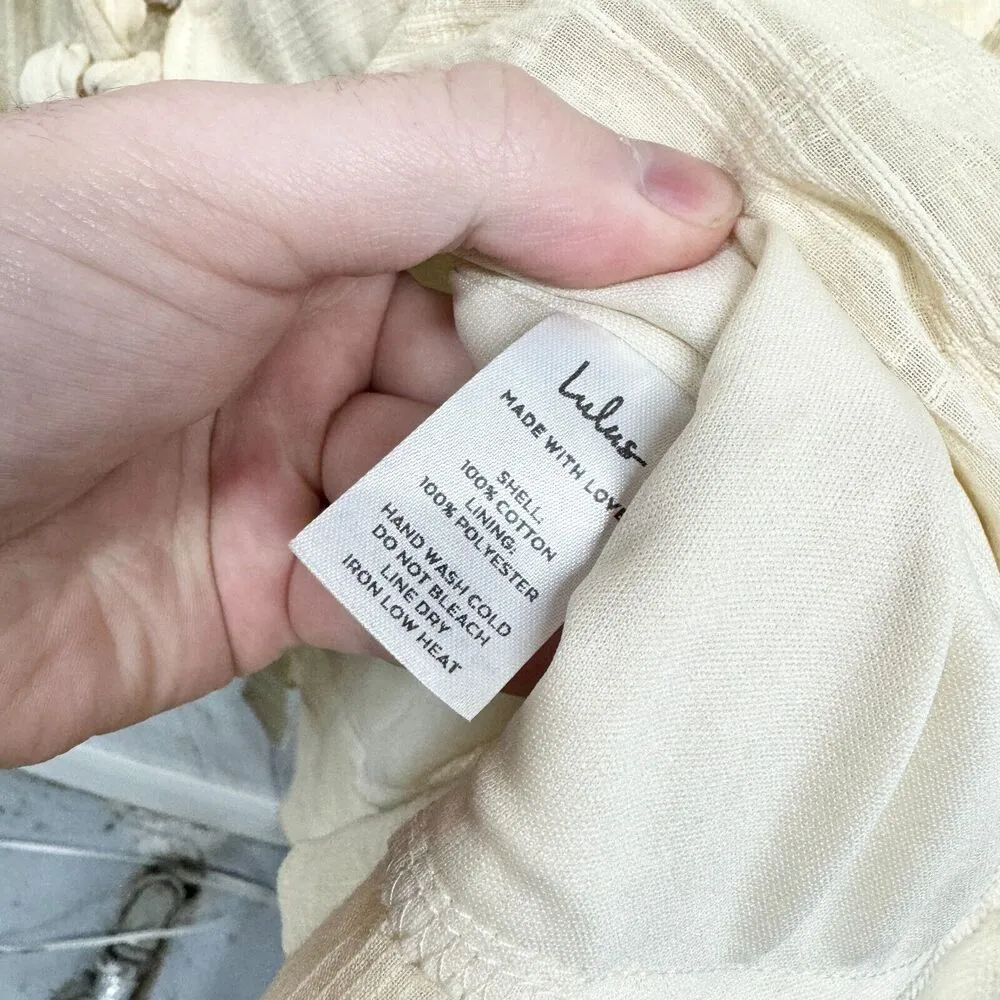 Lulus
MADE WITH LOVE
SHELL:
100% COTTON
LINING:
100% POLYESTER
HAND WASH COLD
DO NOT BLEACH
LINE DRY
IRON LOW HEAT